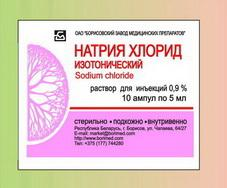 ОАО "БОРИСОВСКИЙ ЗАВОД МЕДИЦИНСКИХ ПРЕПАРАТОВ"
НАТРИЯ ХЛОРИД
ИЗОТОНИЧЕСКИЙ
Sodium chloride
раствор для инъекций 0,9 %
10 ампул по 5 мл
стерильно • подкожно • внутривенно
Республика Беларусь, г. Борисов, ул. Чапаева, 64/27
E-mail: market@borimed.com
http://www.borimed.com
Тел.: +375 (177) 744280